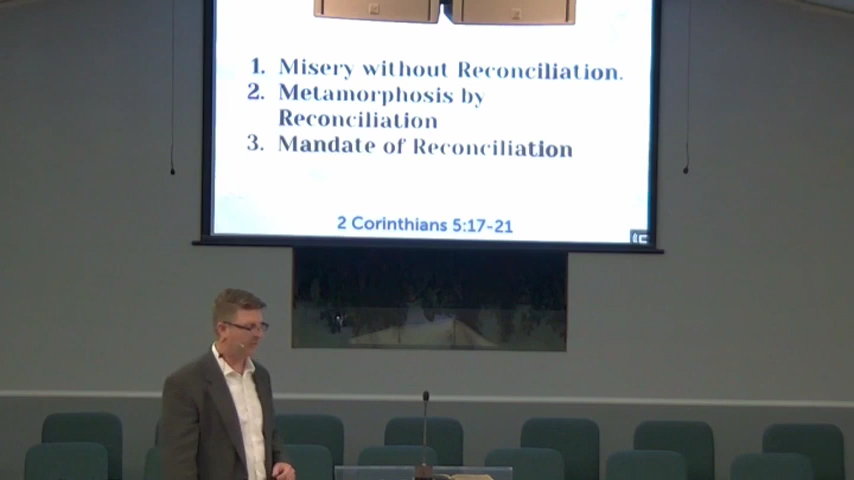 1. Misery without Reconciliation.
2. Metamorphosis by
Reconciliation
3. Mandate of Reconciliation
2 Corinthians 5:17-21